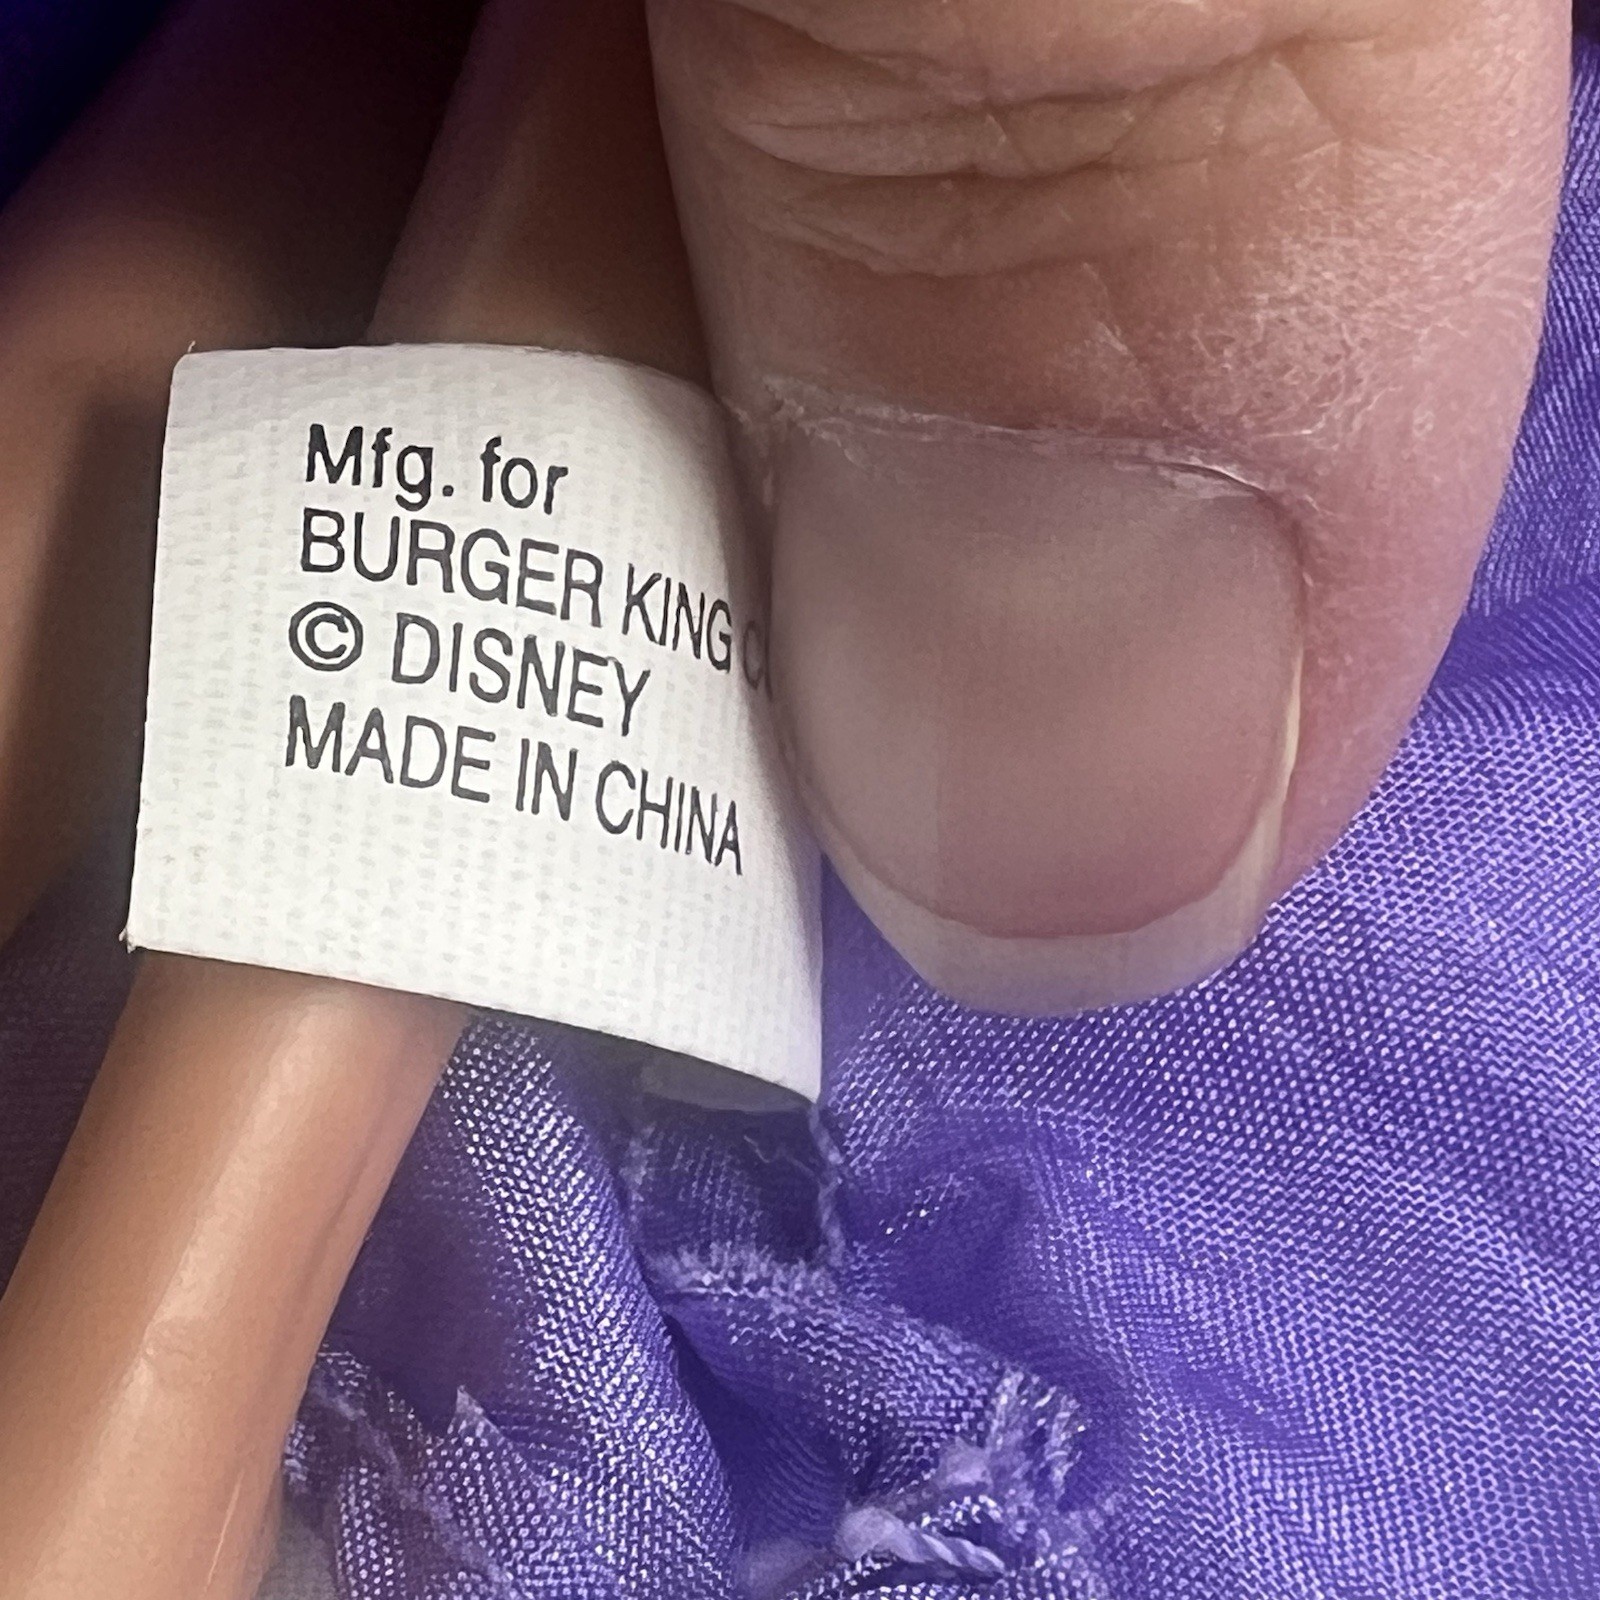 Mfg. for
BURGER KING
© DISNEY
MADE IN CHINA